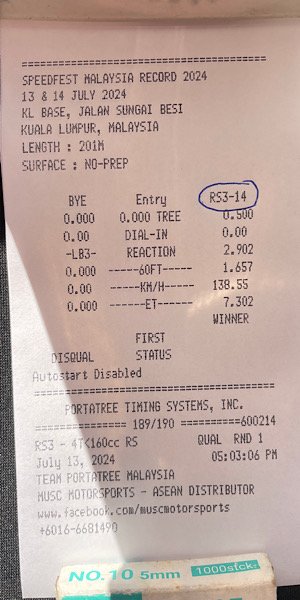 ==========================================
SPEEDFEST MALAYSIA RECORD 2024
13 & 14 JULY 2024
KL BASE, JALAN SUNGAI BESI
KUALA LUMPUR, MALAYSIA
LENGTH : 201M
SURFACE : NO-PREP
BYE Entry RS3-14
0.000 0.000 TREE 0.500
0.00 DIAL-IN 0.00
-LB3- REACTION 2.902
0.000 ------60FT----- 1.657
0.00 ------KM/H----- 138.55
0.000 -------ET------ 7.302
WINNER
FIRST
DISQUAL STATUS
Autostart Disabled
==========================================
PORTATREE TIMING SYSTEMS, INC.
================ 189/190 ==========600214
RS3 - 4T<160cc RS QUAL RND 1
July 13, 2024 05:03:06 PM
TEAM PORTATREE MALAYSIA
MUSC MOTORSPORTS - ASEAN DISTRIBUTOR
www.facebook.com/muscmotorsports
+6016-6681490
NO.10 5mm 1000sfck.